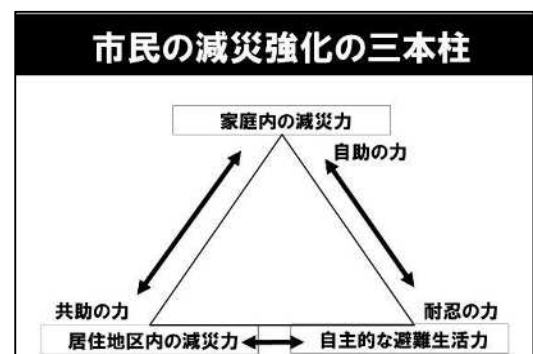 市民の減災強化の三本柱
家庭内の減災力
自助の力
共助の力
耐忍の力
居住地区内の減災力
自主的な避難生活力